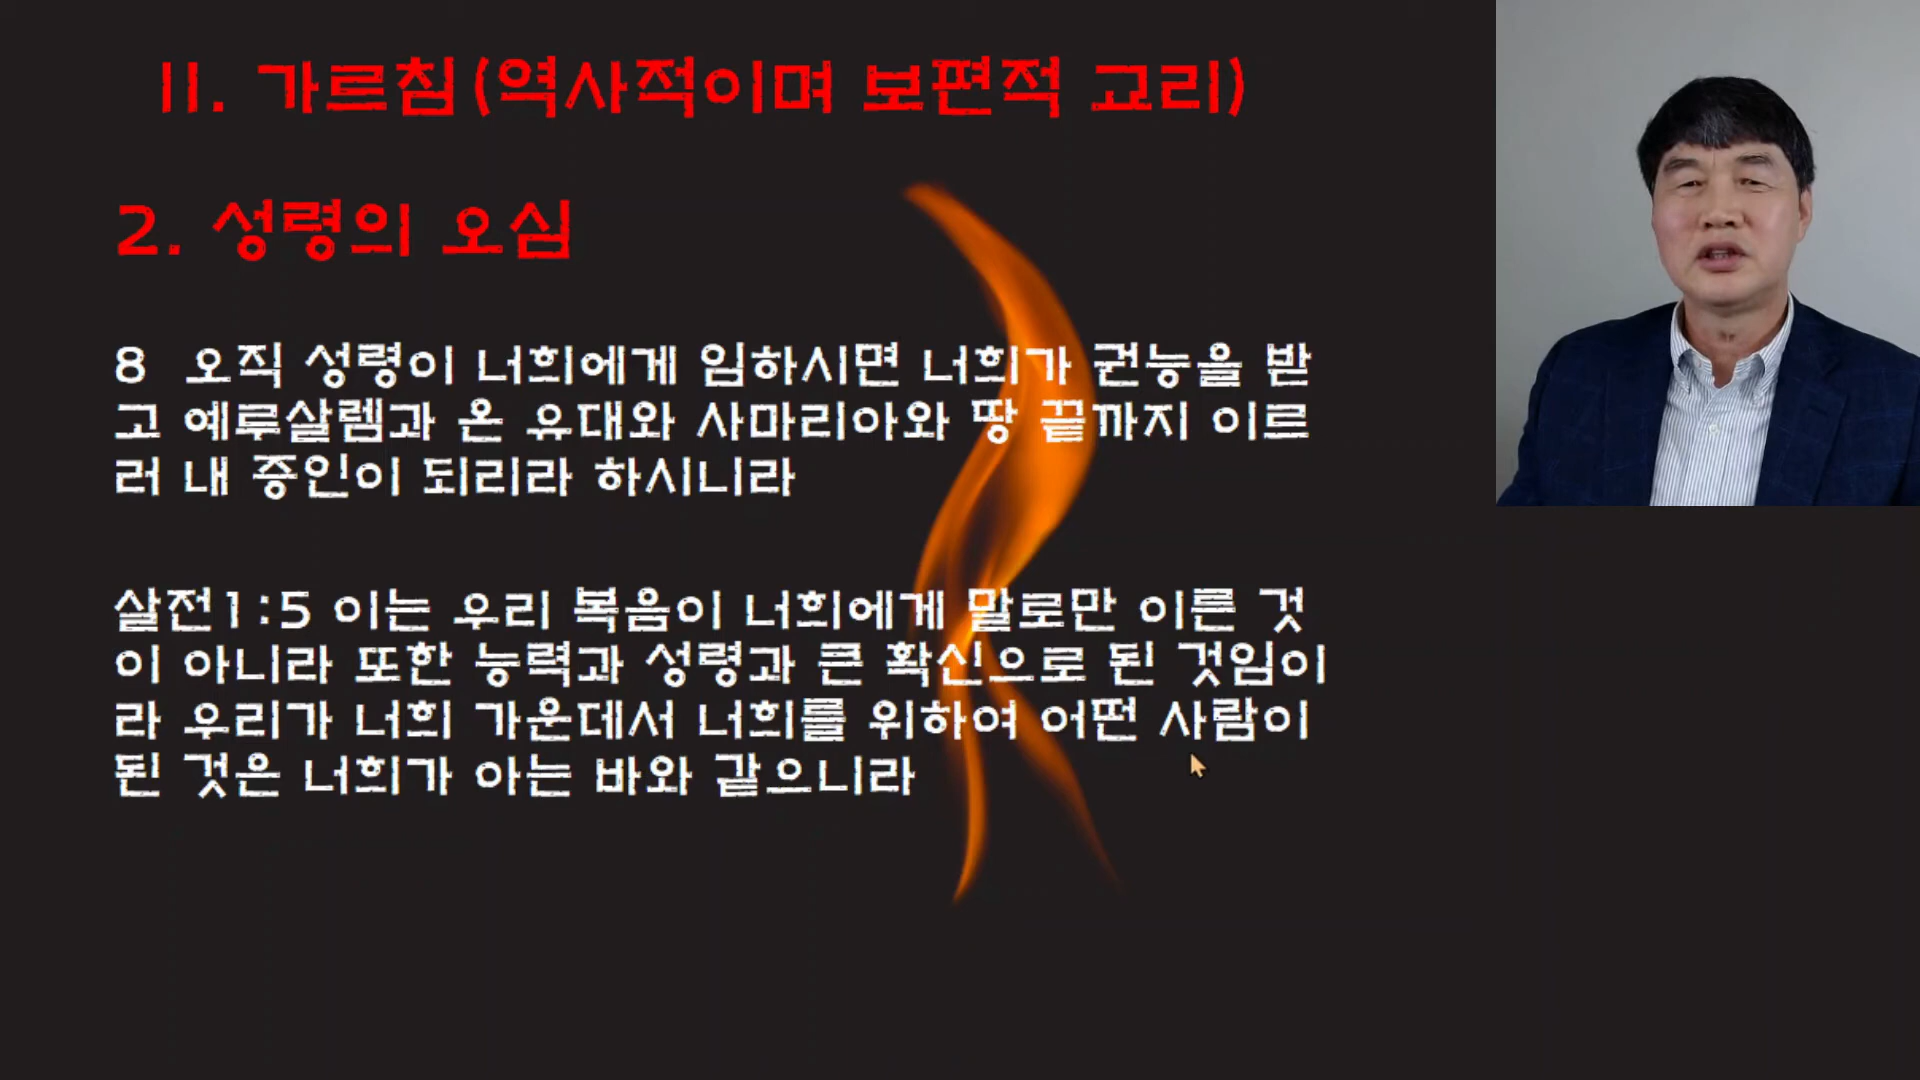 II. 가르침(역사적이며 보편적 교리)
2. 성령의 오심
8 오직 성령이 너희에게 임하시면 너희가 권능을 받
고 예루살렘과 온 유대와 사마리아와 땅 끝까지 이르
러 내 증인이 되리라 하시니라
살전1:5 이는 우리 복음이 너희에게 말로만 이른 것
이 아니라 또한 능력과 성령과 큰 확신으로 된 것임이
라 우리가 너희 가운데서 너희를 위하여 어떤 사람이
된 것은 너희가 아는 바와 같으니라